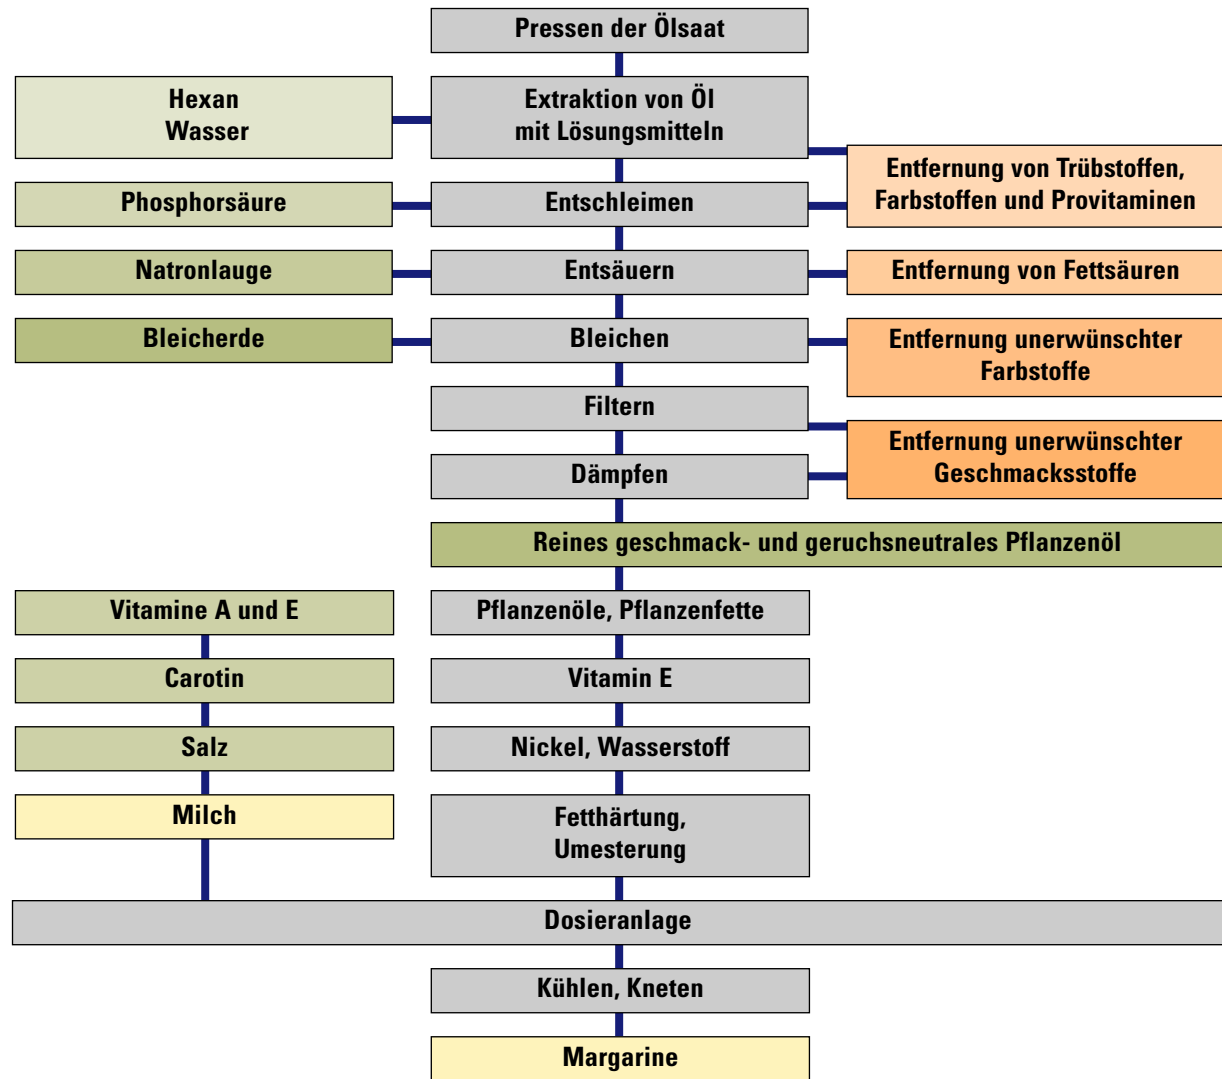 Pressen der Ölsaat
Hexan
Wasser
Extraktion von Öl
mit Lösungsmitteln
Entfernung von Trübstoffen,
Farbstoffen und Provitaminen
Phosphorsäure
Entschleimen
Natronlauge
Entsäuern
Entfernung von Fettsäuren
Bleicherde
Bleichen
Entfernung unerwünschter
Farbstoffe
Filtern
Entfernung unerwünschter
Geschmacksstoffe
Dämpfen
Reines geschmack- und geruchsneutrales Pflanzenöl
Vitamine A und E
Pflanzenöle, Pflanzenfette
Carotin
Vitamin E
Salz
Nickel, Wasserstoff
Milch
Fetthärtung,
Umesterung
Dosieranlage
Kühlen, Kneten
Margarine